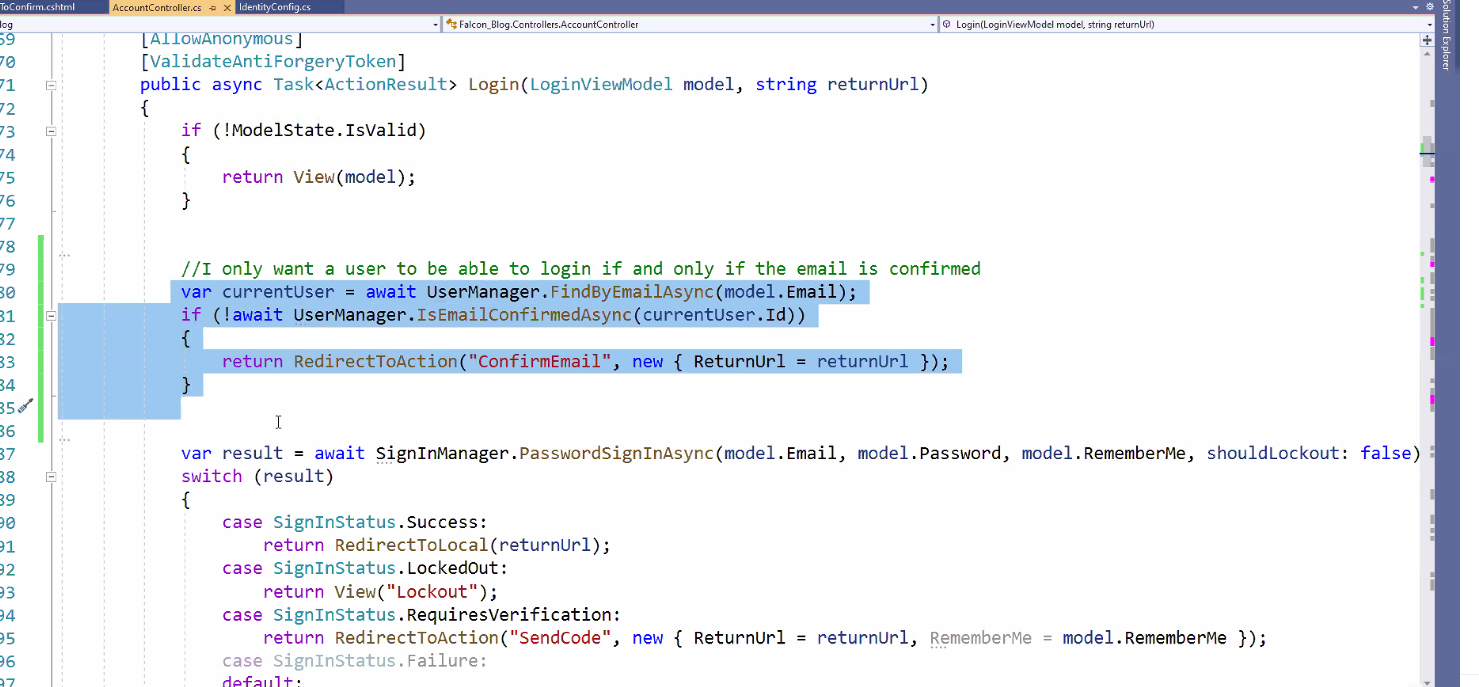 ToConfirm.cshtml AccountController.cs IdentityConfig.cs
log Falcon_Blog.Controllers.AccountController Login(LoginViewModel model, string returnUrl)
Solution Explorer
69 [AllowAnonymous]
70 [ValidateAntiForgeryToken]
71 public async Task<ActionResult> Login(LoginViewModel model, string returnUrl)
72 {
73 if (!ModelState.IsValid)
74 {
75 return View(model);
76 }
77
78
79 //I only want a user to be able to login if and only if the email is confirmed
80 var currentUser = await UserManager.FindByEmailAsync(model.Email);
81 if (!await UserManager.IsEmailConfirmedAsync(currentUser.Id))
82 {
83 return RedirectToAction("ConfirmEmail", new { ReturnUrl = returnUrl });
84 }
85
86
87 var result = await SignInManager.PasswordSignInAsync(model.Email, model.Password, model.RememberMe, shouldLockout: false)
88 switch (result)
89 {
90 case SignInStatus.Success:
91 return RedirectToLocal(returnUrl);
92 case SignInStatus.LockedOut:
93 return View("Lockout");
94 case SignInStatus.RequiresVerification:
95 return RedirectToAction("SendCode", new { ReturnUrl = returnUrl, RememberMe = model.RememberMe });
96 case SignInStatus.Failure:
97 default: